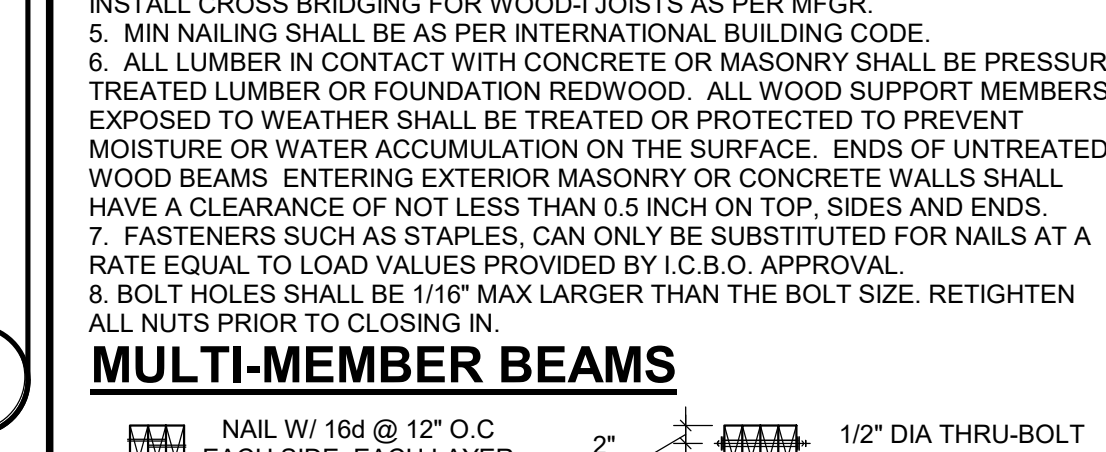 INSTALL CROSS BRIDGING FOR WOOD-I JOISTS AS PER MFGR.
5. MIN NAILING SHALL BE AS PER INTERNATIONAL BUILDING CODE.
6. ALL LUMBER IN CONTACT WITH CONCRETE OR MASONRY SHALL BE PRESSUR
TREATED LUMBER OR FOUNDATION REDWOOD. ALL WOOD SUPPORT MEMBERS
EXPOSED TO WEATHER SHALL BE TREATED OR PROTECTED TO PREVENT
MOISTURE OR WATER ACCUMULATION ON THE SURFACE. ENDS OF UNTREATED
WOOD BEAMS ENTERING EXTERIOR MASONRY OR CONCRETE WALLS SHALL
HAVE A CLEARANCE OF NOT LESS THAN 0.5 INCH ON TOP, SIDES AND ENDS.
7. FASTENERS SUCH AS STAPLES, CAN ONLY BE SUBSTITUTED FOR NAILS AT A
RATE EQUAL TO LOAD VALUES PROVIDED BY I.C.B.O. APPROVAL.
8. BOLT HOLES SHALL BE 1/16" MAX LARGER THAN THE BOLT SIZE. RETIGHTEN
ALL NUTS PRIOR TO CLOSING IN.
MULTI-MEMBER BEAMS
NAIL W/ 16d @ 12" O.C
EACH SIDE, EACH LAYER
2"
1/2" DIA THRU-BOLT